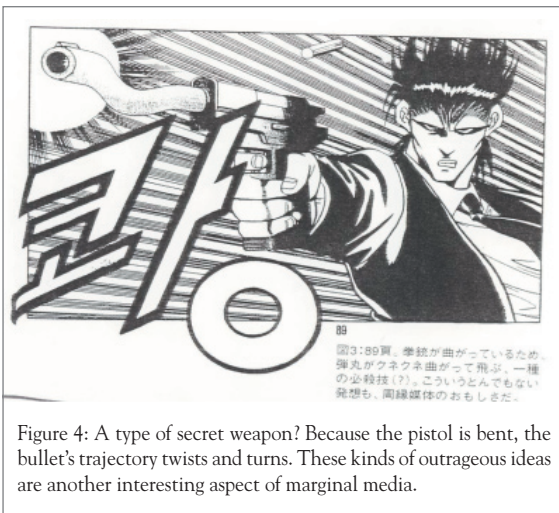 쾅
89
図3:89頁。拳銃が曲がっているため、
弾丸がクネクネ曲がって飛ぶ、一種
の必殺技(?)。こういうとんでもない
発想も、周縁媒体のおもしろさだ。
Figure 4: A type of secret weapon? Because the pistol is bent, the
bullet's trajectory twists and turns. These kinds of outrageous ideas
are another interesting aspect of marginal media.